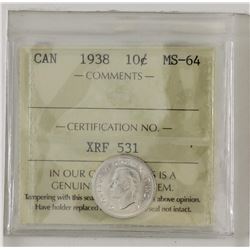 CAN 1938 10¢ MS-64
— COMMENTS —
— CERTIFICATION NO. —
XRF 531
IN OUR IS A
GENUIN EM.
Tampering with this sea above opinion.
Have holder replaced seal not intact.